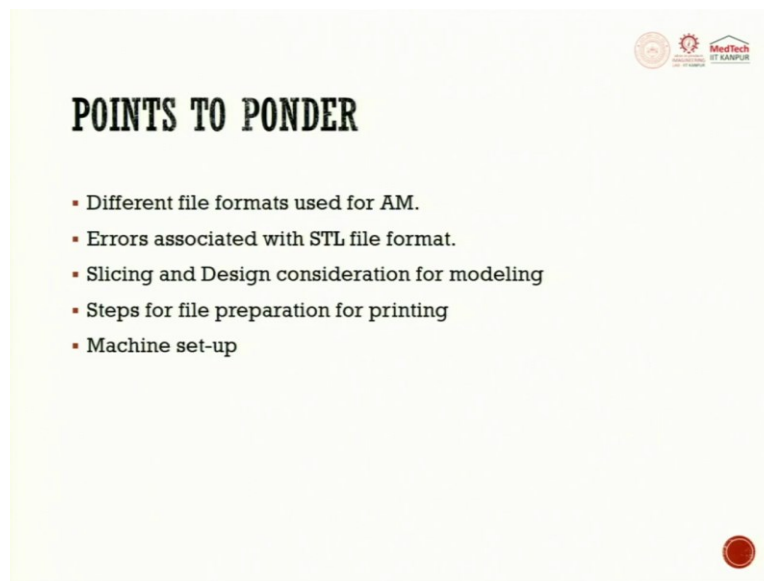 MedTech
IIT KANPUR
POINTS TO PONDER
▪ Different file formats used for AM.
▪ Errors associated with STL file format.
▪ Slicing and Design consideration for modeling
▪ Steps for file preparation for printing
▪ Machine set-up